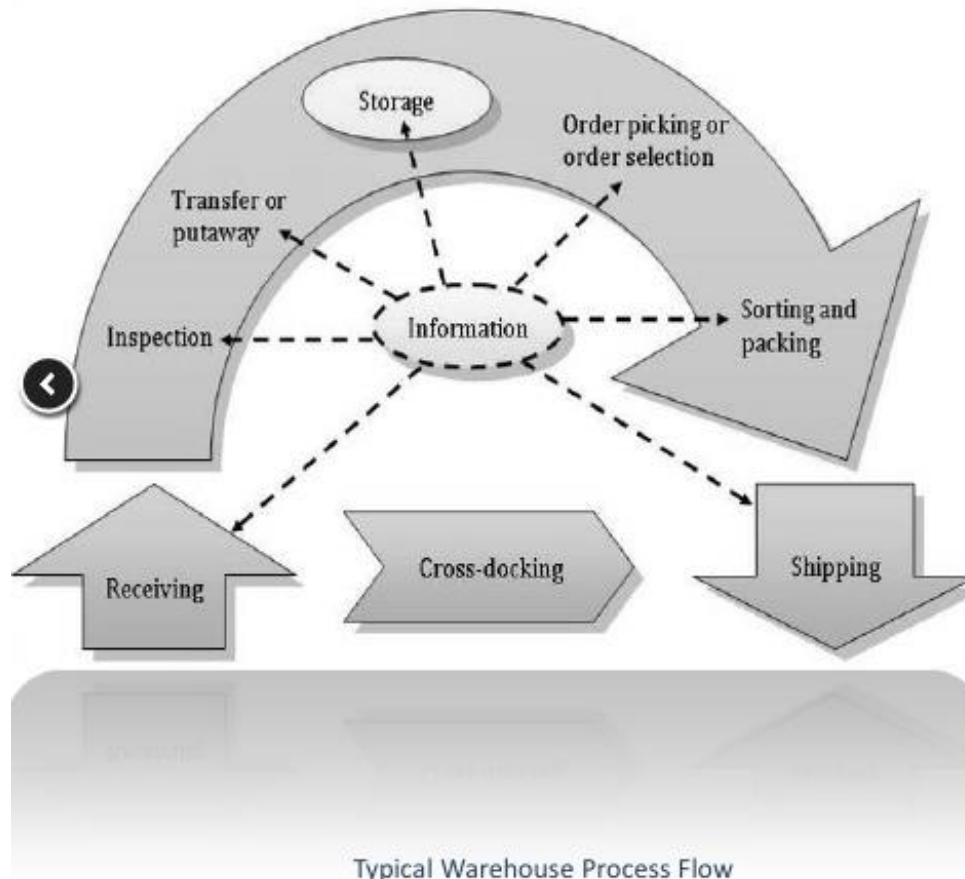 Storage
Order picking or
order selection
Transfer or
putaway
Inspection
Information
Sorting and
packing
Receiving
Cross-docking
Shipping
Typical Warehouse Process Flow